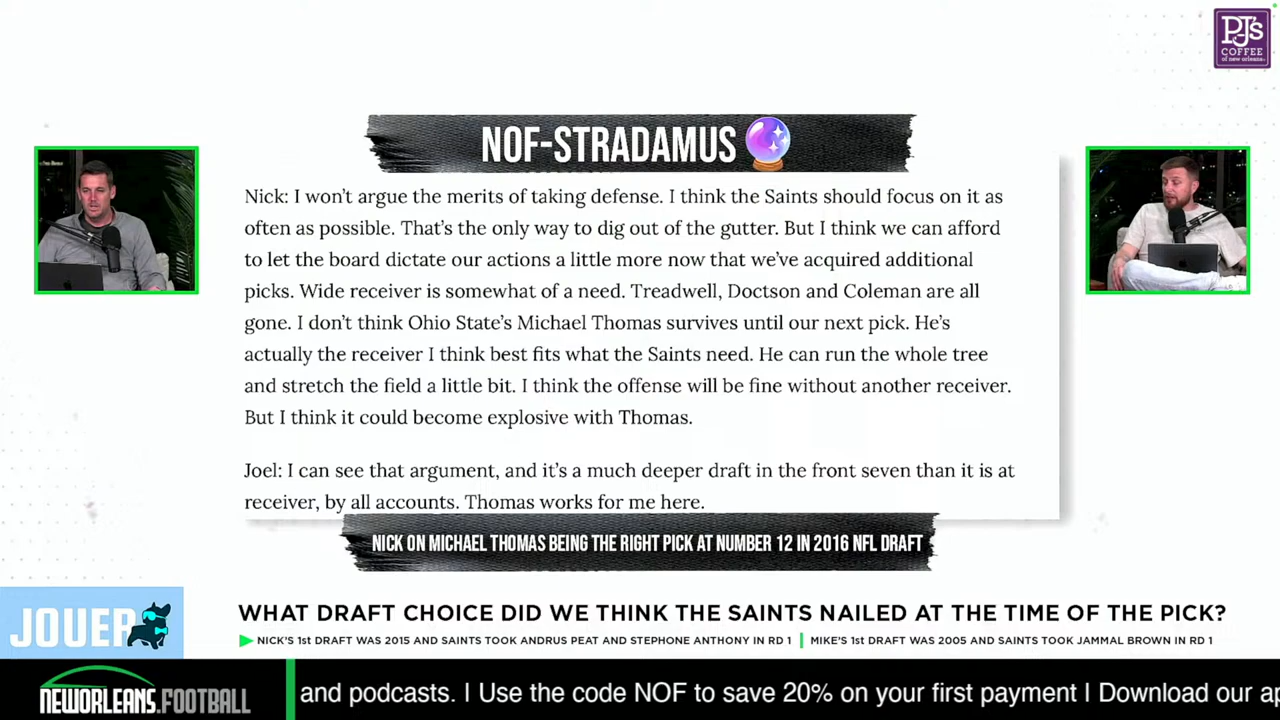 PJ's
COFFEE
of new orleans
NOF-STRADAMUS
Nick: I won't argue the merits of taking defense. I think the Saints should focus on it as
often as possible. That's the only way to dig out of the gutter. But I think we can afford
to let the board dictate our actions a little more now that we've acquired additional
picks. Wide receiver is somewhat of a need. Treadwell, Doctson and Coleman are all
gone. I don't think Ohio State's Michael Thomas survives until our next pick. He's
actually the receiver I think best fits what the Saints need. He can run the whole tree
and stretch the field a little bit. I think the offense will be fine without another receiver.
But I think it could become explosive with Thomas.
Joel: I can see that argument, and it's a much deeper draft in the front seven than it is at
receiver, by all accounts. Thomas works for me here.
NICK ON MICHAEL THOMAS BEING THE RIGHT PICK AT NUMBER 12 IN 2016 NFL DRAFT
JOUER
WHAT DRAFT CHOICE DID WE THINK THE SAINTS NAILED AT THE TIME OF THE PICK?
NICK'S 1st DRAFT WAS 2015 AND SAINTS TOOK ANDRUS PEAT AND STEPHONE ANTHONY IN RD 1 | MIKE'S 1st DRAFT WAS 2005 AND SAINTS TOOK JAMMAL BROWN IN RD 1
NEWORLEANS.FOOTBALL
and podcasts. | Use the code NOF to save 20% on your first payment | Download our ap